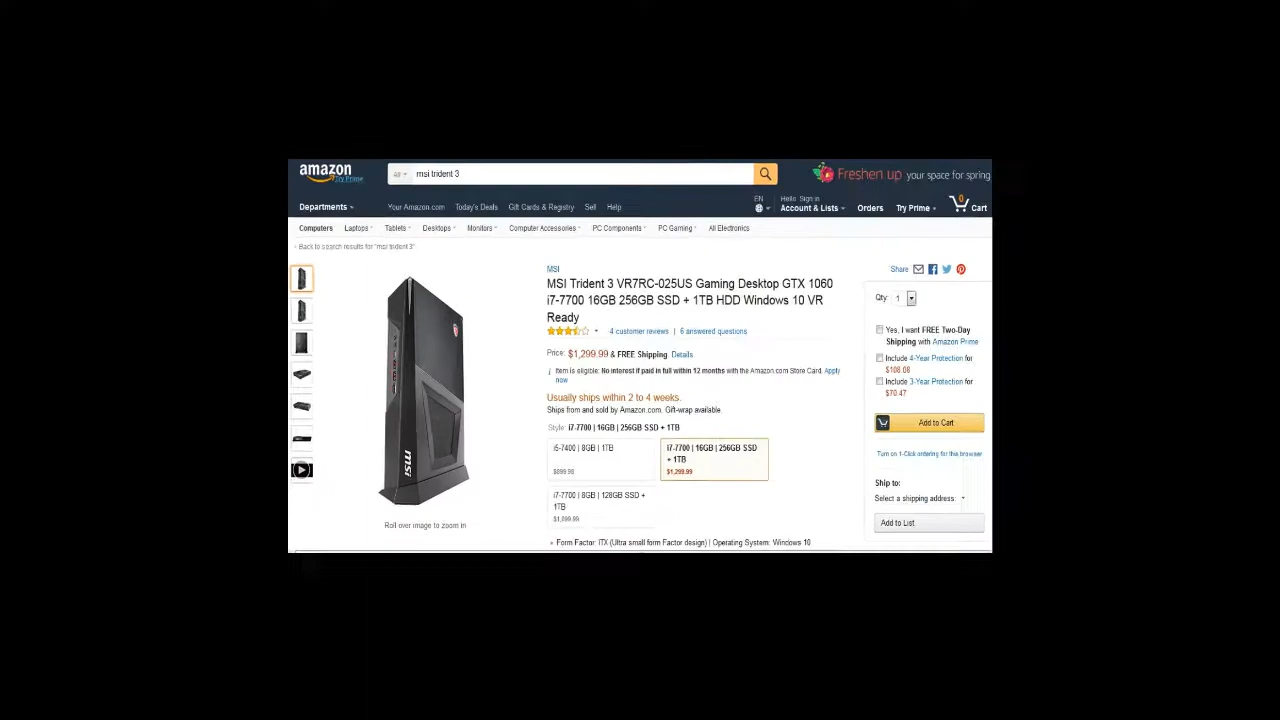 amazon
Try Prime
All
msi trident 3
Freshen up your space for spring
Departments
Your Amazon.com
Today's Deals
Gift Cards & Registry
Sell
Help
EN
Hello. Sign in
Account & Lists
Orders
Try Prime
0
Cart
Computers
Laptops
Tablets
Desktops
Monitors
Computer Accessories
PC Components
PC Gaming
All Electronics
‹ Back to search results for "msi trident 3"
msi
Roll over image to zoom in
MSI
MSI Trident 3 VR7RC-025US Gaming Desktop GTX 1060
i7-7700 16GB 256GB SSD + 1TB HDD Windows 10 VR
Ready
4 customer reviews | 6 answered questions
Price: $1,299.99 & FREE Shipping Details
Item is eligible: No interest if paid in full within 12 months with the Amazon.com Store Card. Apply
now
Usually ships within 2 to 4 weeks.
Ships from and sold by Amazon.com. Gift-wrap available.
Style: i7-7700 | 16GB | 256GB SSD + 1TB
i5-7400 | 8GB | 1TB
$899.98
i7-7700 | 16GB | 256GB SSD
+ 1TB
$1,299.99
i7-7700 | 8GB | 128GB SSD +
1TB
$1,099.99
• Form Factor: ITX (Ultra small form Factor design) | Operating System: Windows 10
Share
Qty: 1
Yes, I want FREE Two-Day
Shipping with Amazon Prime
Include 4-Year Protection for
$108.08
Include 3-Year Protection for
$70.47
Add to Cart
Turn on 1-Click ordering for this browser
Ship to:
Select a shipping address:
Add to List